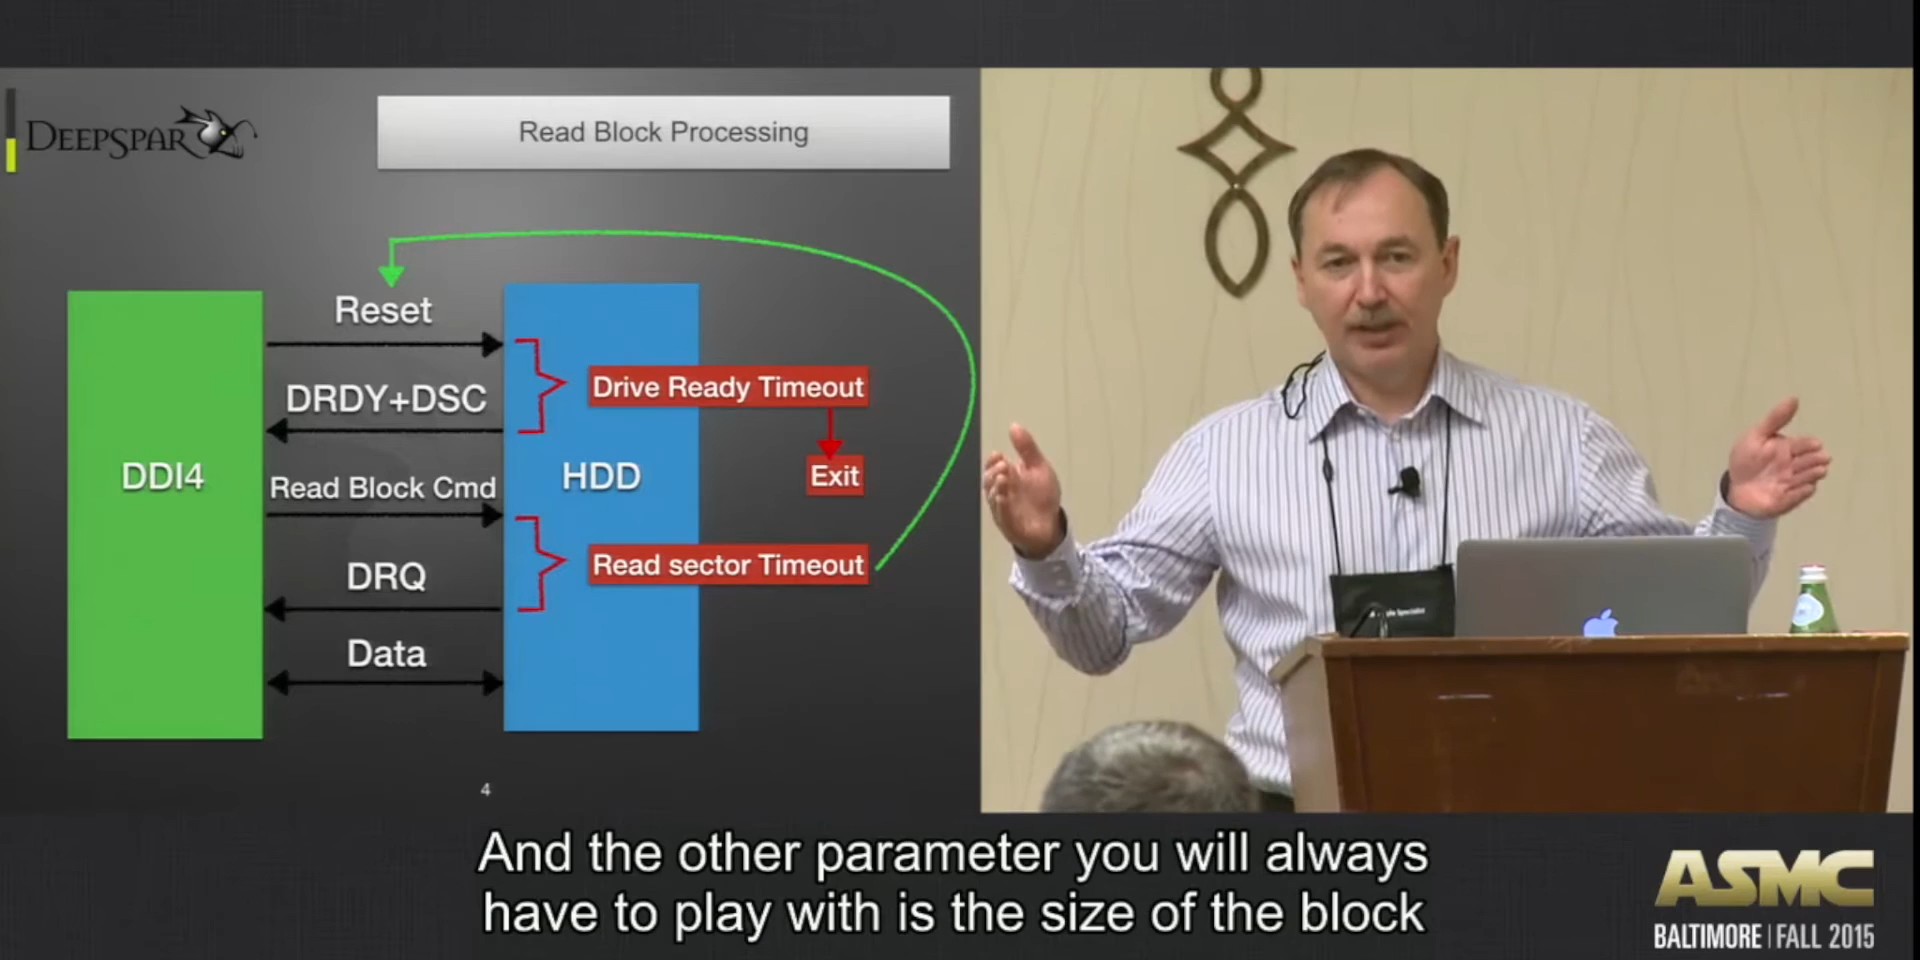 DEEPSPAR
Read Block Processing
Reset
Drive Ready Timeout
DRDY+DSC
DDI4
HDD
Exit
Read Block Cmd
Read sector Timeout
DRQ
Data
4
And the other parameter you will always
have to play with is the size of the block
ASMC
BALTIMORE | FALL 2015